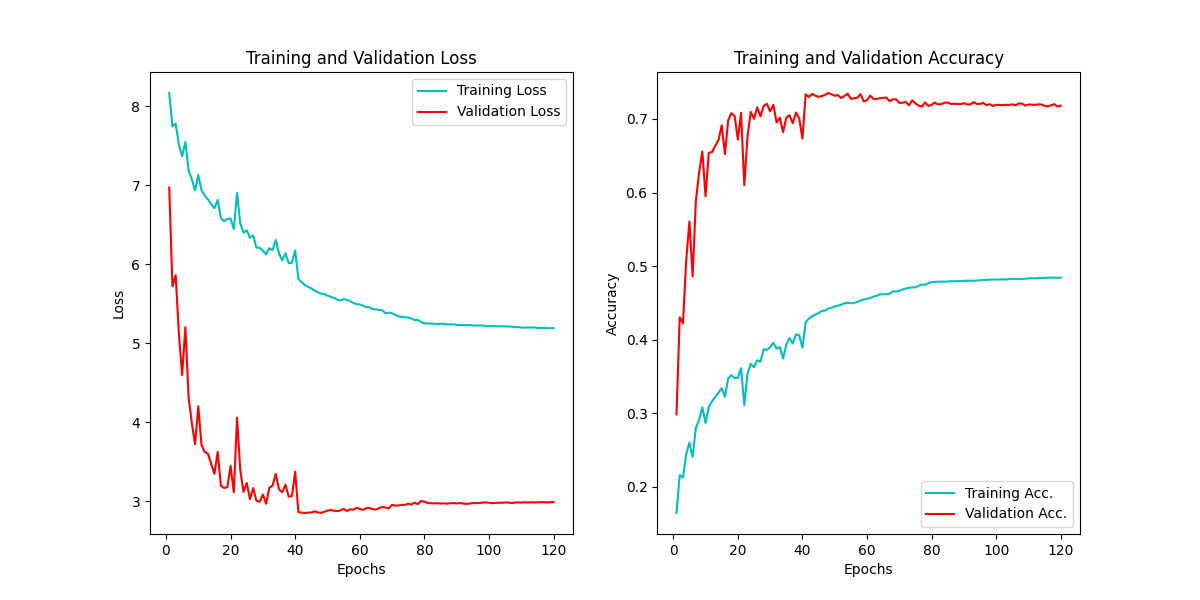 Training and Validation Loss
Training Loss
Validation Loss
8
7
6
5
4
3
Loss
0 20 40 60 80 100 120
Epochs
Training and Validation Accuracy
0.7
0.6
0.5
0.4
0.3
0.2
Accuracy
Training Acc.
Validation Acc.
0 20 40 60 80 100 120
Epochs